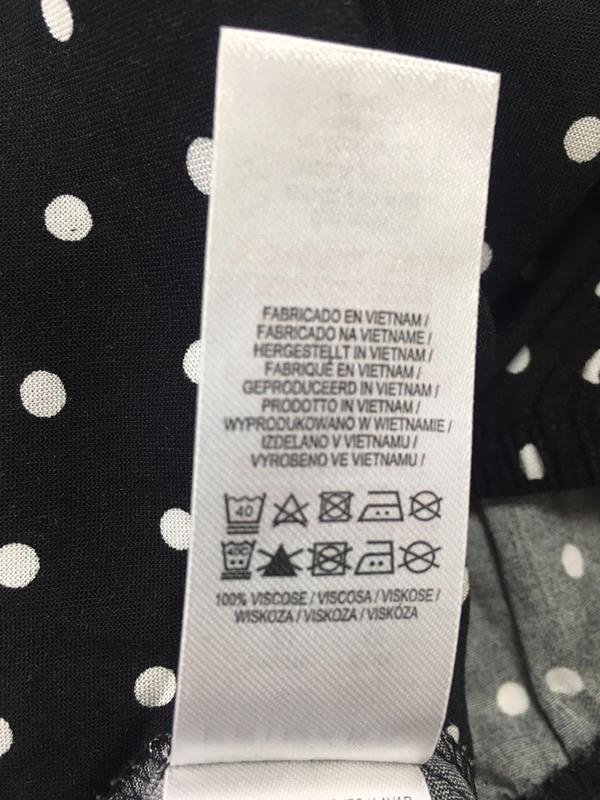 FABRICADO EN VIETNAM /
FABRICADO NA VIETNAME /
HERGESTELLT IN VIETNAM /
FABRIQUÉ EN VIETNAM /
GEPRODUCEERD IN VIETNAM /
PRODOTTO IN VIETNAM /
WYPRODUKOWANO W WIETNAMIE /
IZDELANO V VIETNAMU /
VYROBENO VE VIETNAMU /
40
40C
100% VISCOSE / VISCOSA / VISKOSE /
WISKOZA / VISKOZA / VISKÓZA